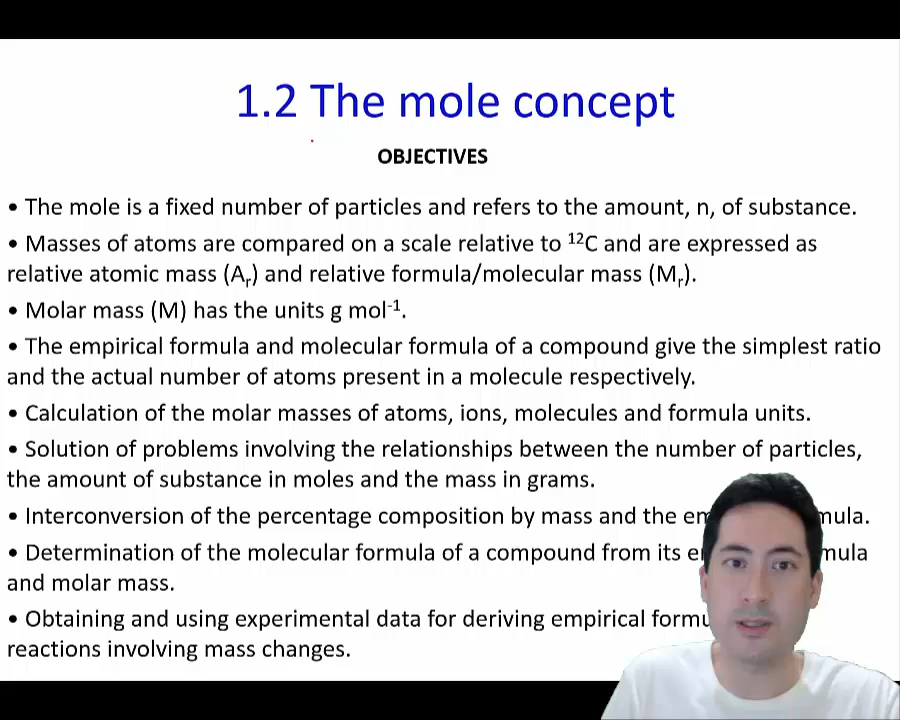 1.2 The mole concept
OBJECTIVES
• The mole is a fixed number of particles and refers to the amount, n, of substance.
• Masses of atoms are compared on a scale relative to ¹²C and are expressed as
relative atomic mass (Aᵣ) and relative formula/molecular mass (Mᵣ).
• Molar mass (M) has the units g mol⁻¹.
• The empirical formula and molecular formula of a compound give the simplest ratio
and the actual number of atoms present in a molecule respectively.
• Calculation of the molar masses of atoms, ions, molecules and formula units.
• Solution of problems involving the relationships between the number of particles,
the amount of substance in moles and the mass in grams.
• Interconversion of the percentage composition by mass and the
• Determination of the molecular formula of a compound from its
and molar mass.
• Obtaining and using experimental data for deriving empirical
reactions involving mass changes.